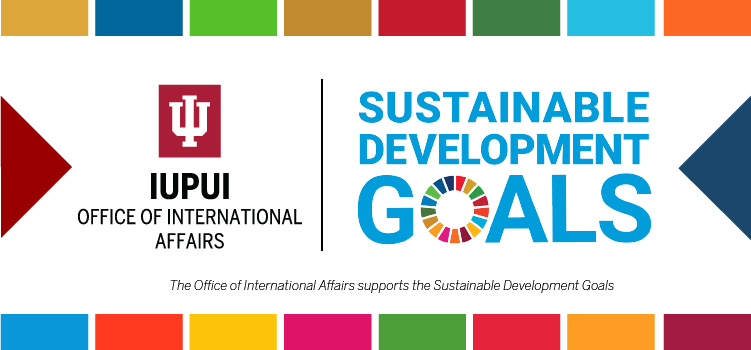 IUPUI
OFFICE OF INTERNATIONAL
AFFAIRS
SUSTAINABLE
DEVELOPMENT
GOALS
The Office of International Affairs supports the Sustainable Development Goals